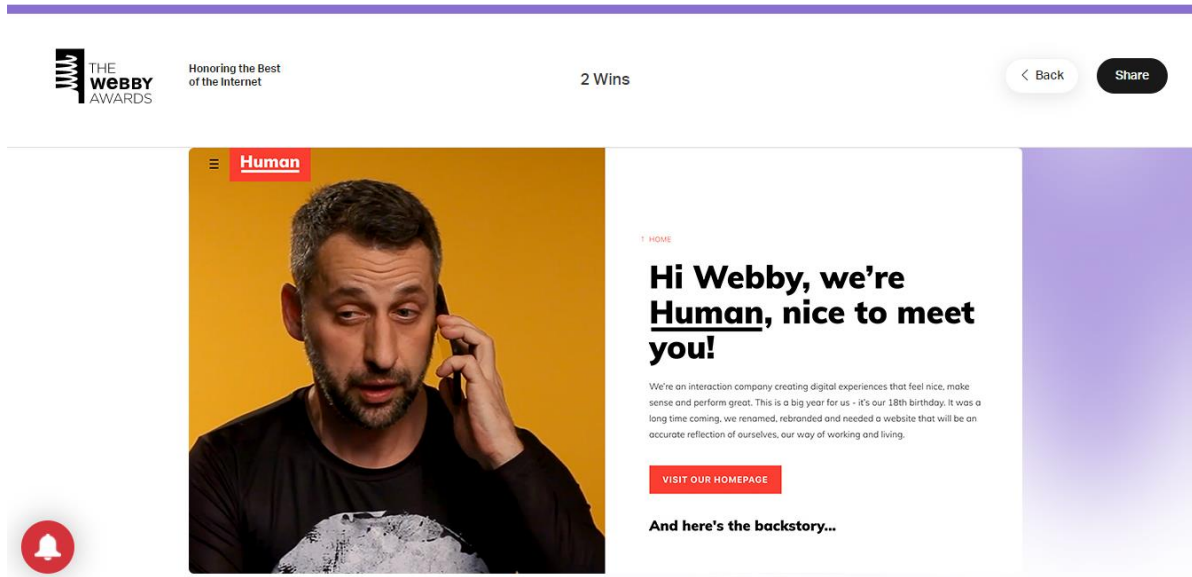 THE
WEBBY
AWARDS
Honoring the Best
of the Internet
2 Wins
Back
Share
Human
↑ HOME
Hi Webby, we’re
Human, nice to meet
you!
We’re an interaction company creating digital experiences that feel nice, make
sense and perform great. This is a big year for us - it’s our 18th birthday. It was a
long time coming, we renamed, rebranded and needed a website that will be an
accurate reflection of ourselves, our way of working and living.
VISIT OUR HOMEPAGE
And here's the backstory...